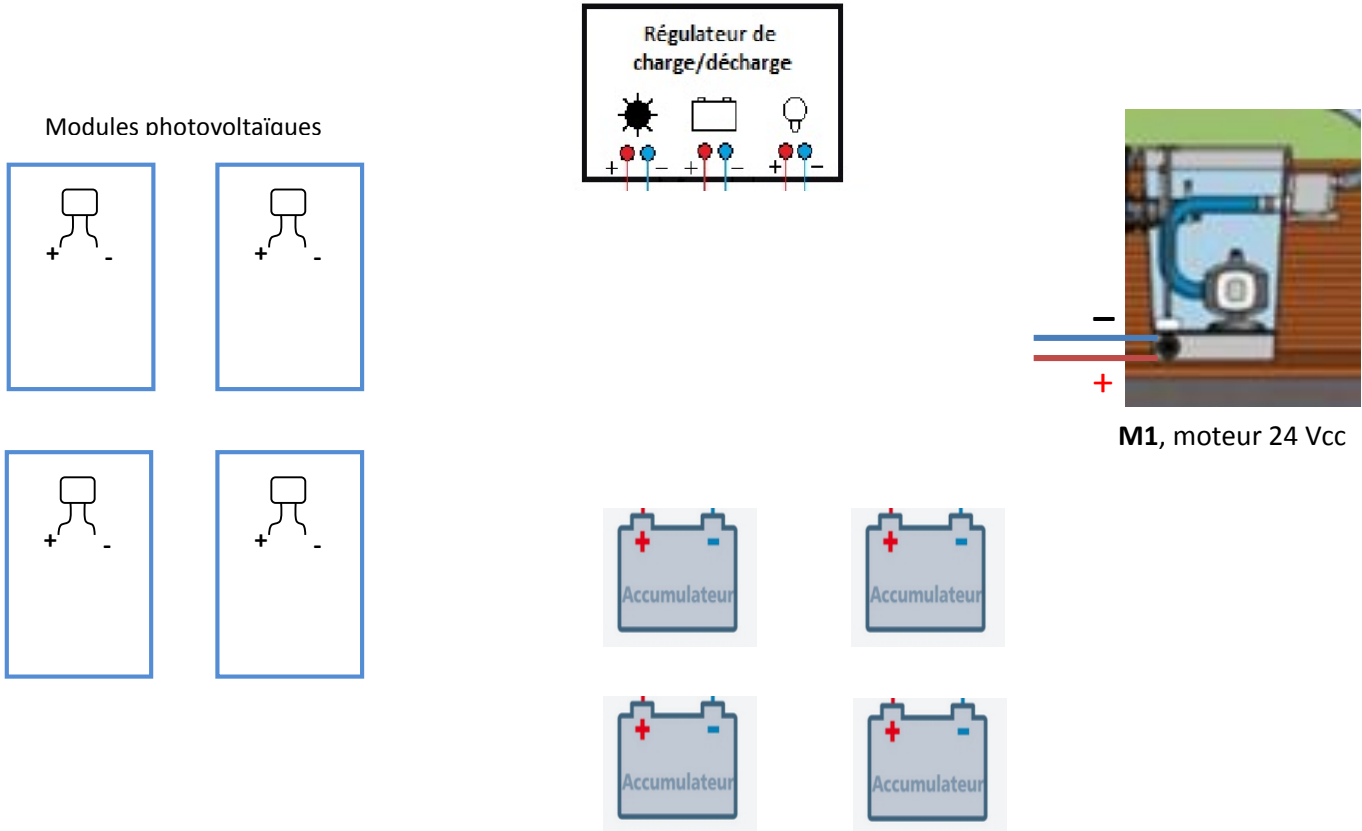 Régulateur de
charge/décharge
+ − + − + −
Modules photovoltaïques
+ - + -
−
+
M1, moteur 24 Vcc
+ - + -
+ - + -
Accumulateur Accumulateur
+ - + -
Accumulateur Accumulateur